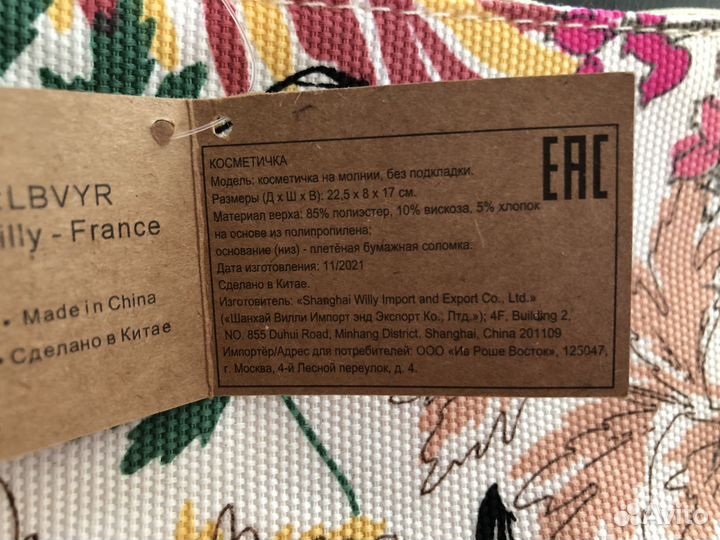 ELBVYR
illy - France
• Made in China
• Сделано в Китае
КОСМЕТИЧКА
Модель: косметичка на молнии, без подкладки.
Размеры (Д х Ш х В): 22,5 х 8 х 17 см.
Материал верха: 85% полиэстер, 10% вискоза, 5% хлопок
на основе из полипропилена;
основание (низ) - плетёная бумажная соломка.
Дата изготовления: 11/2021
Сделано в Китае.
Изготовитель: «Shanghai Willy Import and Export Co., Ltd.»
(«Шанхай Вилли Импорт энд Экспорт Ко., Лтд.»); 4F, Building 2,
NO. 855 Duhui Road, Minhang District, Shanghai, China 201109
Импортёр/Адрес для потребителей: ООО «Ив Роше Восток», 125047,
г. Москва, 4-й Лесной переулок, д. 4.
EAC
Avito